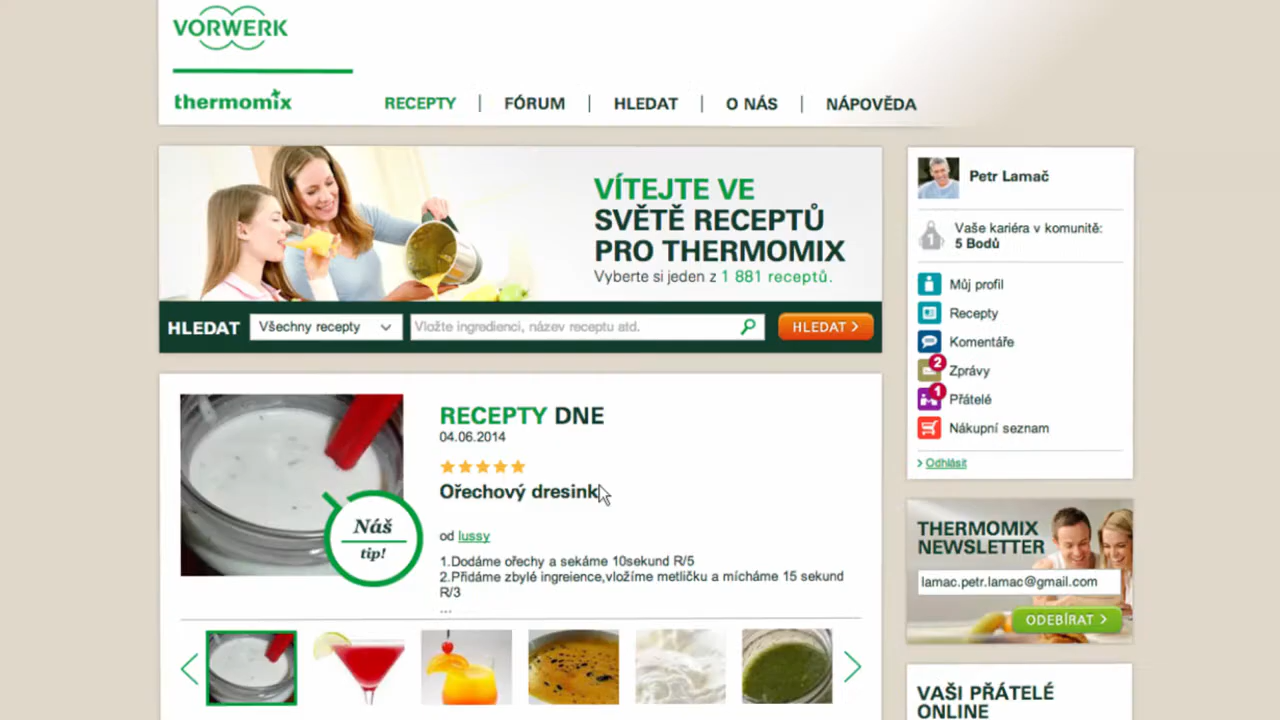 VORWERK
thermomix
RECEPTY
FÓRUM
HLEDAT
O NÁS
NÁPOVĚDA
VÍTEJTE VE
SVĚTĚ RECEPTŮ
PRO THERMOMIX
Vyberte si jeden z 1 881 receptů.
HLEDAT
Všechny recepty
Vložte ingredienci, název receptu atd.
HLEDAT
Petr Lamač
1
Vaše kariéra v komunitě:
5 Bodů
Můj profil
Recepty
Komentáře
2
Zprávy
1
Přátelé
Nákupní seznam
Odhlásit
RECEPTY DNE
04.06.2014
Ořechový dresink
Náš
tip!
od lussy
1.Dodáme ořechy a sekáme 10sekund R/5
2.Přidáme zbylé ingreience,vložíme metličku a mícháme 15 sekund
R/3
...
THERMOMIX
NEWSLETTER
lamac.petr.lamac@gmail.com
ODEBÍRAT
VAŠI PŘÁTELÉ
ONLINE